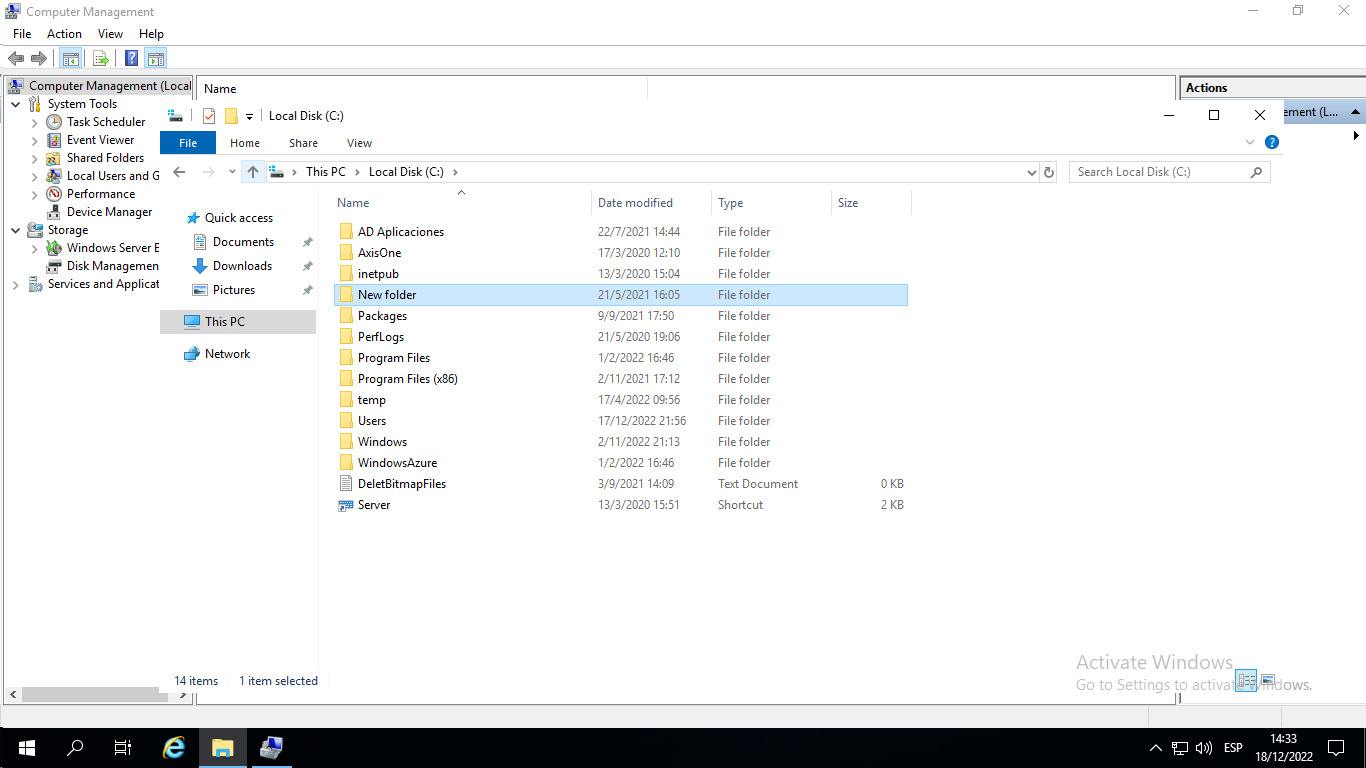 Computer Management
File Action View Help
Computer Management (Local
Name
Actions
System Tools
Task Scheduler
Event Viewer
Shared Folders
Local Users and G
Performance
Device Manager
Storage
Windows Server B
Disk Managemen
Services and Applicat
ement (L...
Local Disk (C:)
File Home Share View
This PC Local Disk (C:)
Search Local Disk (C:)
Quick access
Documents
Downloads
Pictures
This PC
Network
Name Date modified Type Size
AD Aplicaciones 22/7/2021 14:44 File folder
AxisOne 17/3/2020 12:10 File folder
inetpub 13/3/2020 15:04 File folder
New folder 21/5/2021 16:05 File folder
Packages 9/9/2021 17:50 File folder
PerfLogs 21/5/2020 19:06 File folder
Program Files 1/2/2022 16:46 File folder
Program Files (x86) 2/11/2021 17:12 File folder
temp 17/4/2022 09:56 File folder
Users 17/12/2022 21:56 File folder
Windows 2/11/2022 21:13 File folder
WindowsAzure 1/2/2022 16:46 File folder
DeletBitmapFiles 3/9/2021 14:09 Text Document 0 KB
Server 13/3/2020 15:51 Shortcut 2 KB
14 items 1 item selected
Activate Windows
Go to Settings to activate Windows.
ESP
14:33
18/12/2022